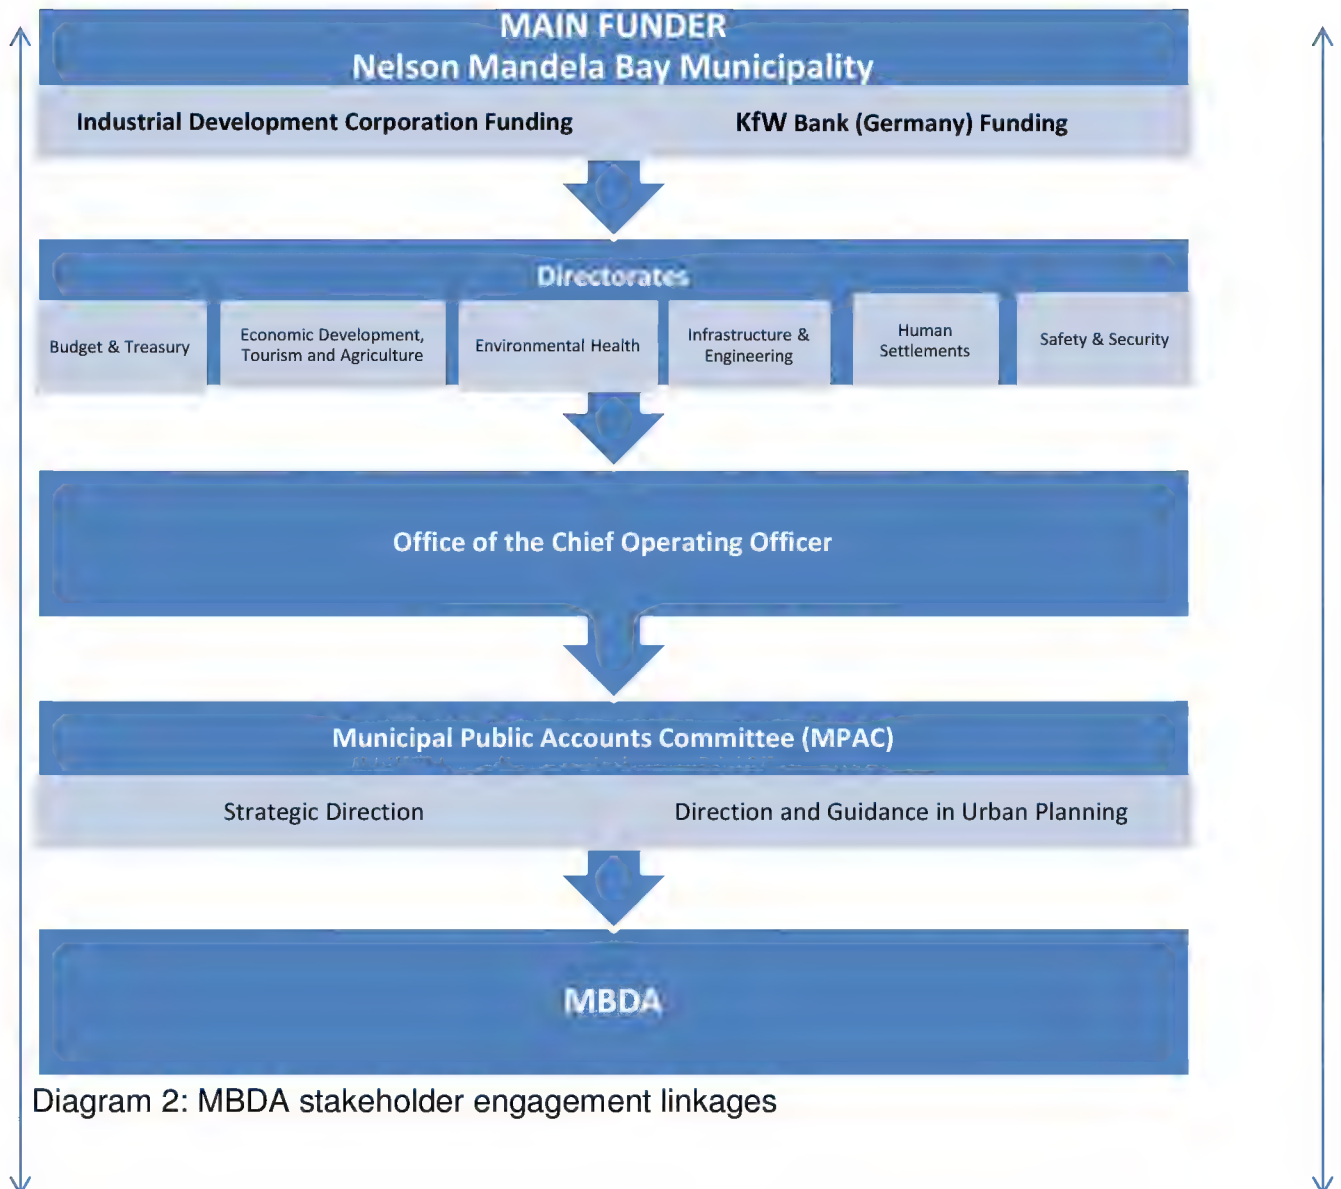 MAIN FUNDER
Nelson Mandela Bay Municipality
Industrial Development Corporation Funding
KfW Bank (Germany) Funding
Directorates
Budget & Treasury
Economic Development,
Tourism and Agriculture
Environmental Health
Infrastructure &
Engineering
Human
Settlements
Safety & Security
Office of the Chief Operating Officer
Municipal Public Accounts Committee (MPAC)
Strategic Direction
Direction and Guidance in Urban Planning
MBDA
Diagram 2: MBDA stakeholder engagement linkages